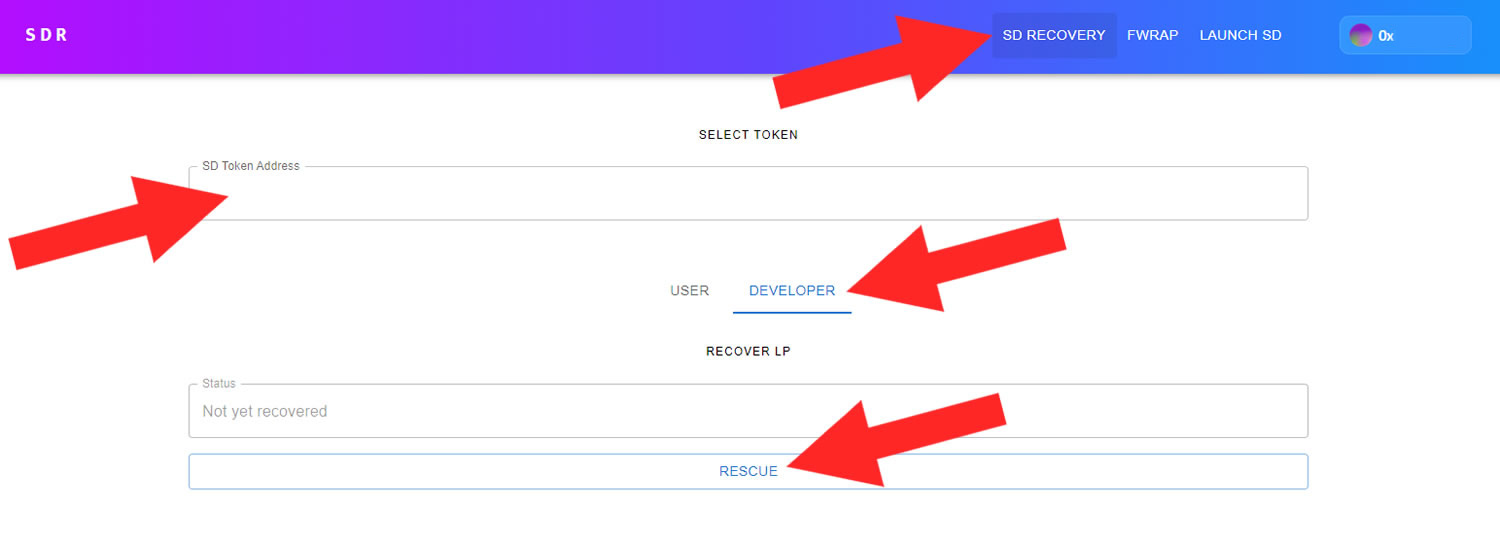 SDR
SD RECOVERY
FWRAP
LAUNCH SD
0x
SELECT TOKEN
SD Token Address
USER
DEVELOPER
RECOVER LP
Status
Not yet recovered
RESCUE